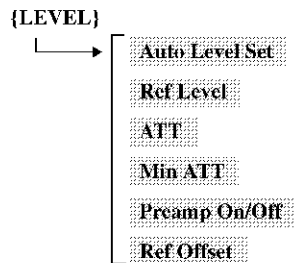 {LEVEL}
Auto Level Set
Ref Level
ATT
Min ATT
Preamp On/Off
Ref Offset